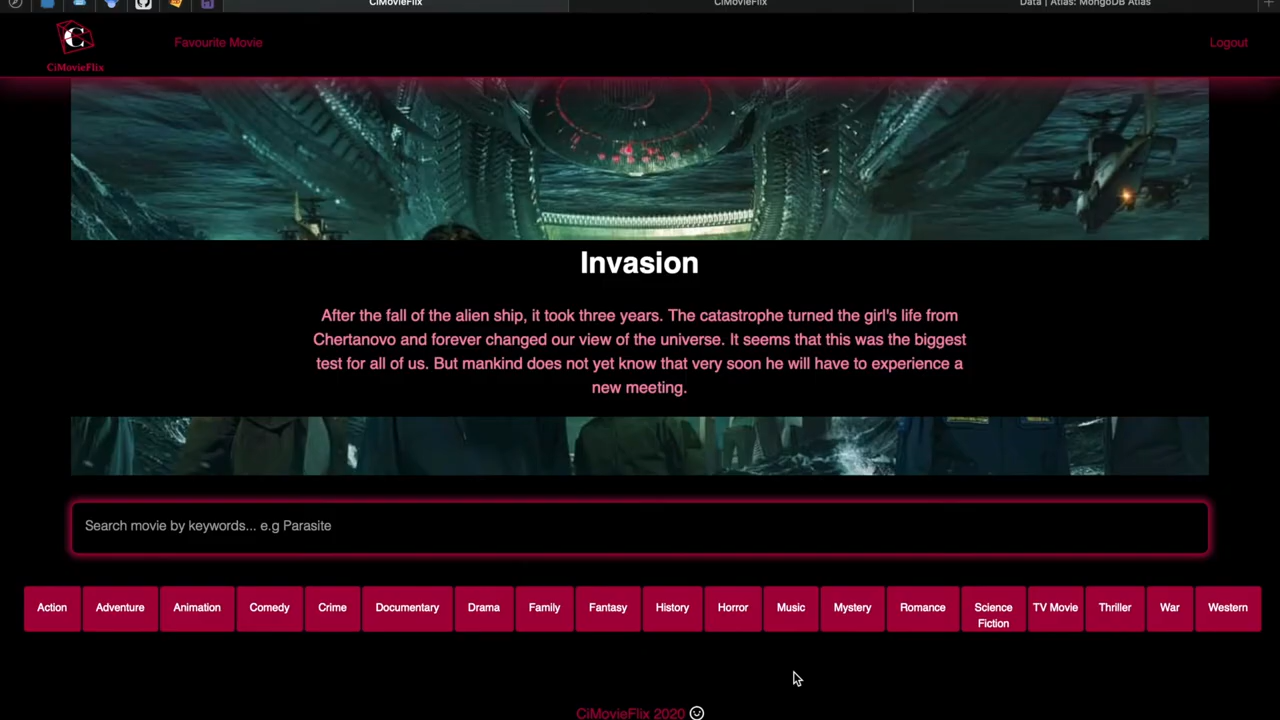 CiMovieFlix
CiMovieFlix
Data | Atlas: MongoDB Atlas
C
CiMovieFlix
Favourite Movie
Logout
Invasion
After the fall of the alien ship, it took three years. The catastrophe turned the girl's life from
Chertanovo and forever changed our view of the universe. It seems that this was the biggest
test for all of us. But mankind does not yet know that very soon he will have to experience a
new meeting.
Search movie by keywords... e.g Parasite
Action
Adventure
Animation
Comedy
Crime
Documentary
Drama
Family
Fantasy
History
Horror
Music
Mystery
Romance
Science
Fiction
TV Movie
Thriller
War
Western
CiMovieFlix 2020